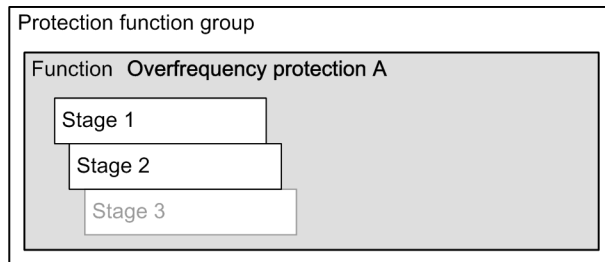 Protection function group
Function Overfrequency protection A
Stage 1
Stage 2
Stage 3